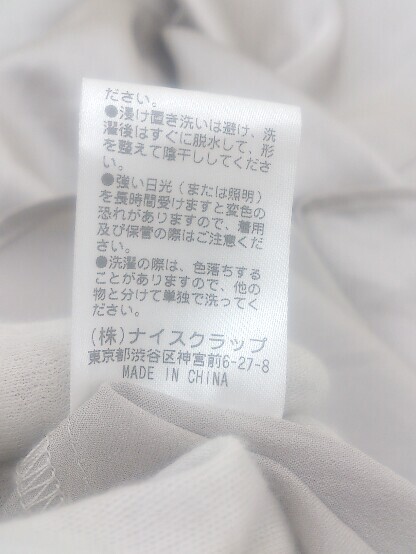 ださい。
●浸け置き洗いは避け、洗
濯後はすぐに脱水して、形
を整えて陰干ししてくださ
い。
●強い日光(または照明)
を長時間受けますと変色の
恐れがありますので、着用
及び保管の際はご注意くだ
さい。
●洗濯の際は、色落ちする
ことがありますので、他の
物と分けて単独で洗ってく
ださい。
(株)ナイスクラップ
東京都渋谷区神宮前6-27-8
MADE IN CHINA